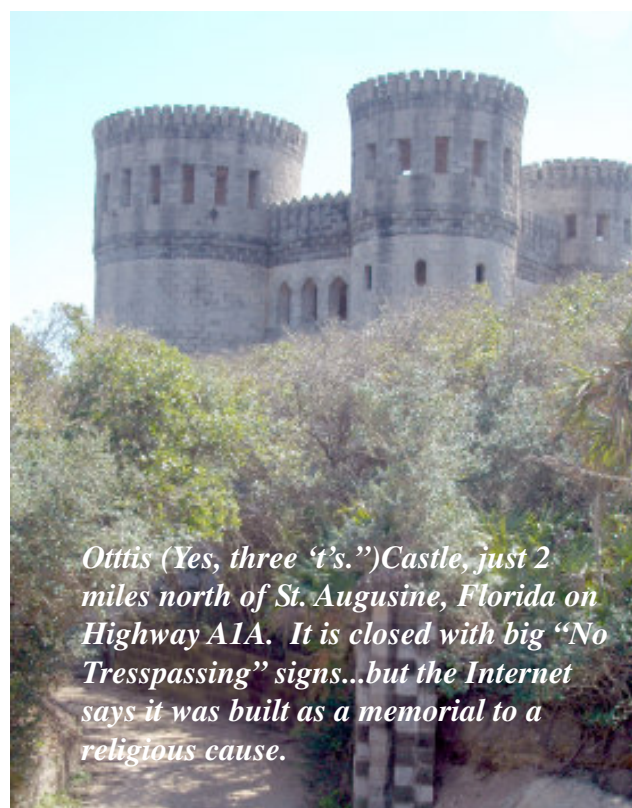 Otttis (Yes, three ‘t’s.”)Castle, just 2
miles north of St. Augusine, Florida on
Highway A1A.  It is closed with big “No
Tresspassing” signs...but the Internet
says it was built as a memorial to a
religious cause.